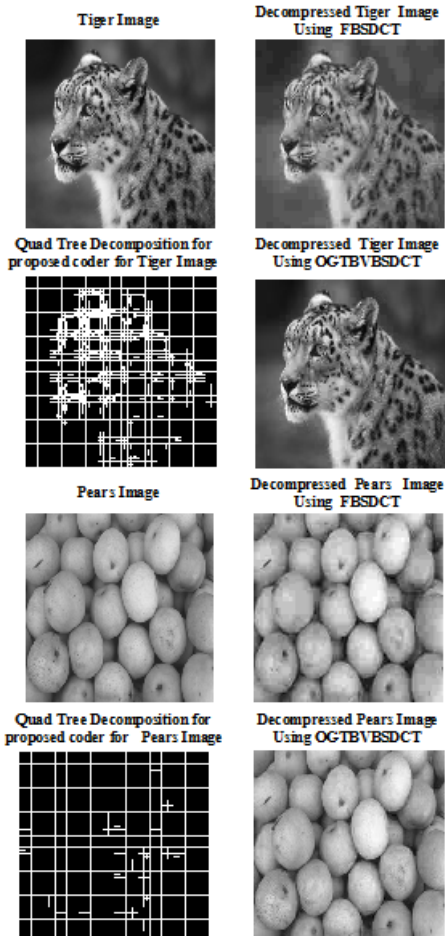 Tiger Image
Decompressed Tiger Image
Using FBSDCT
Quad Tree Decomposition for
proposed coder for Tiger Image
Decompressed Tiger Image
Using OGTBVBSDCT
Pears Image
Decompressed Pears Image
Using FBSDCT
Quad Tree Decomposition for
proposed coder for Pears Image
Decompressed Pears Image
Using OGTBVBSDCT